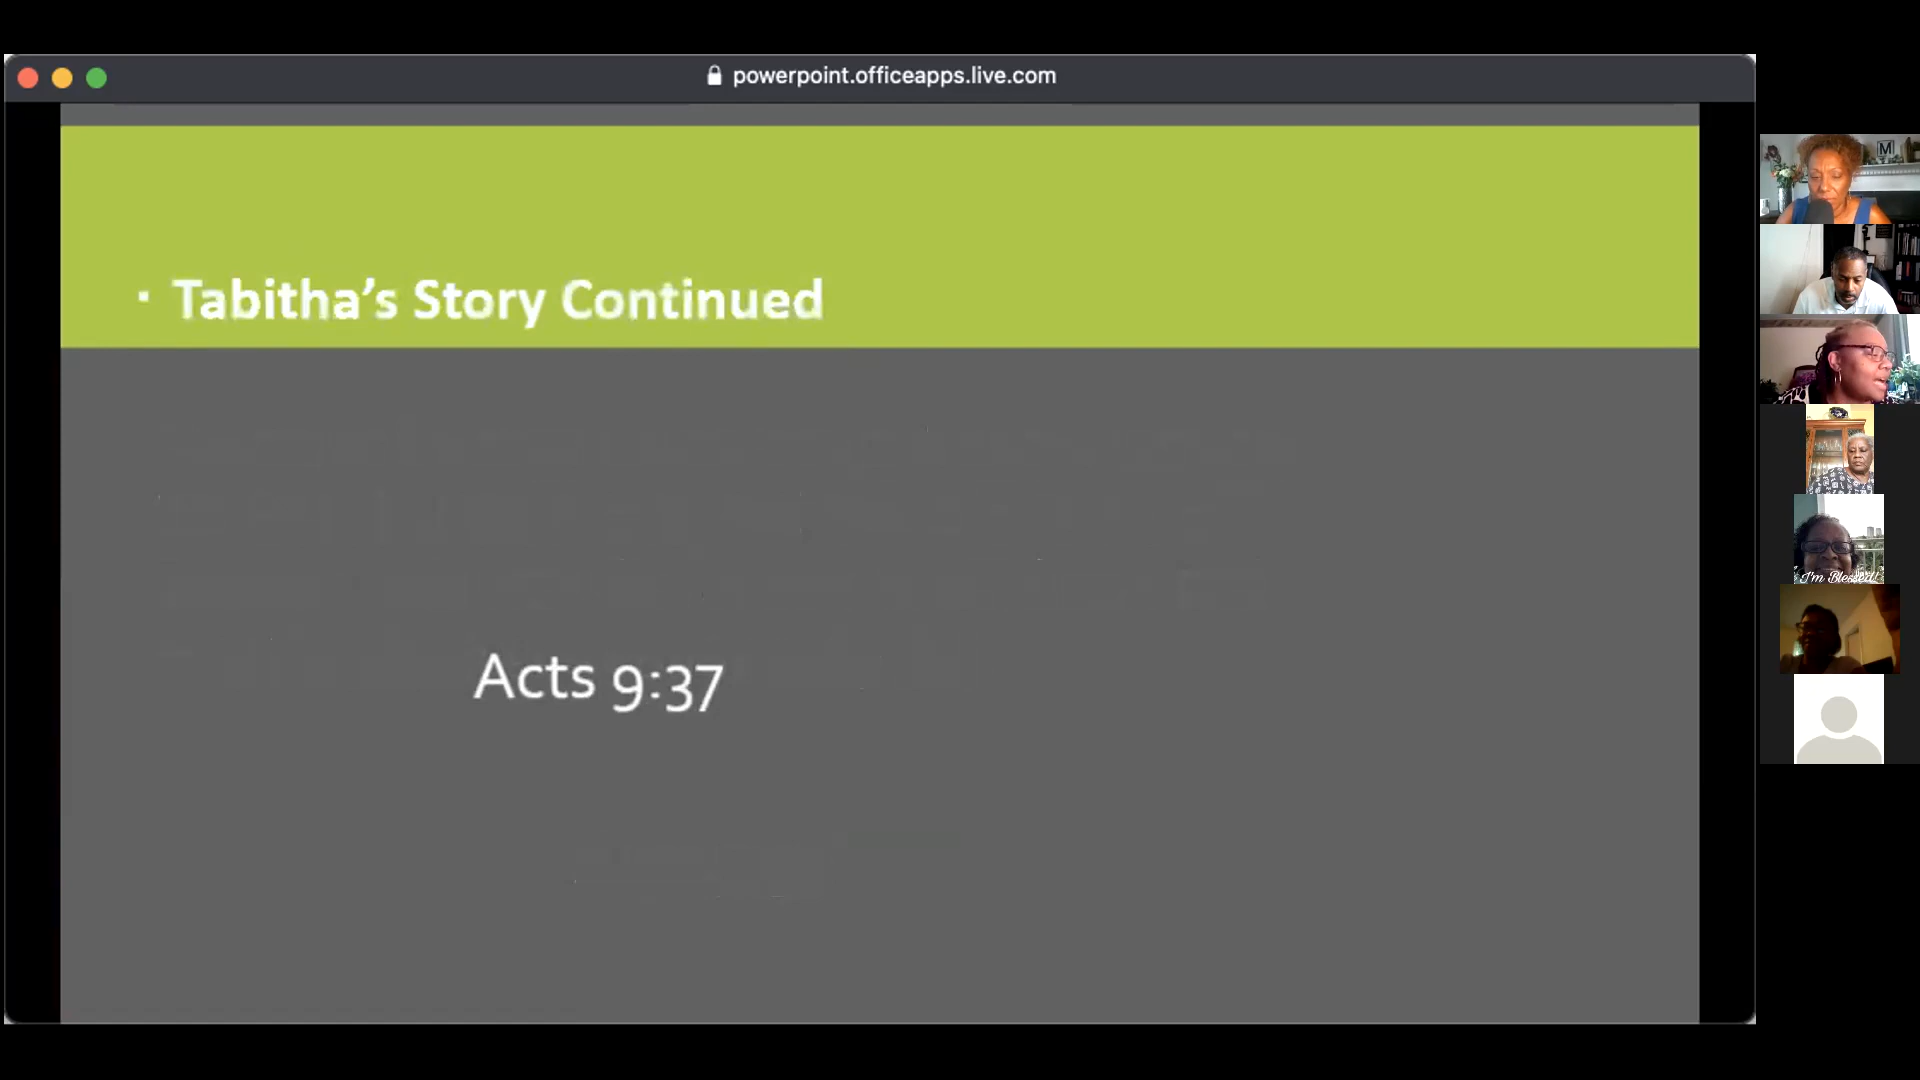 powerpoint.officeapps.live.com
· Tabitha's Story Continued
Acts 9:37
M
I'm Blessed!